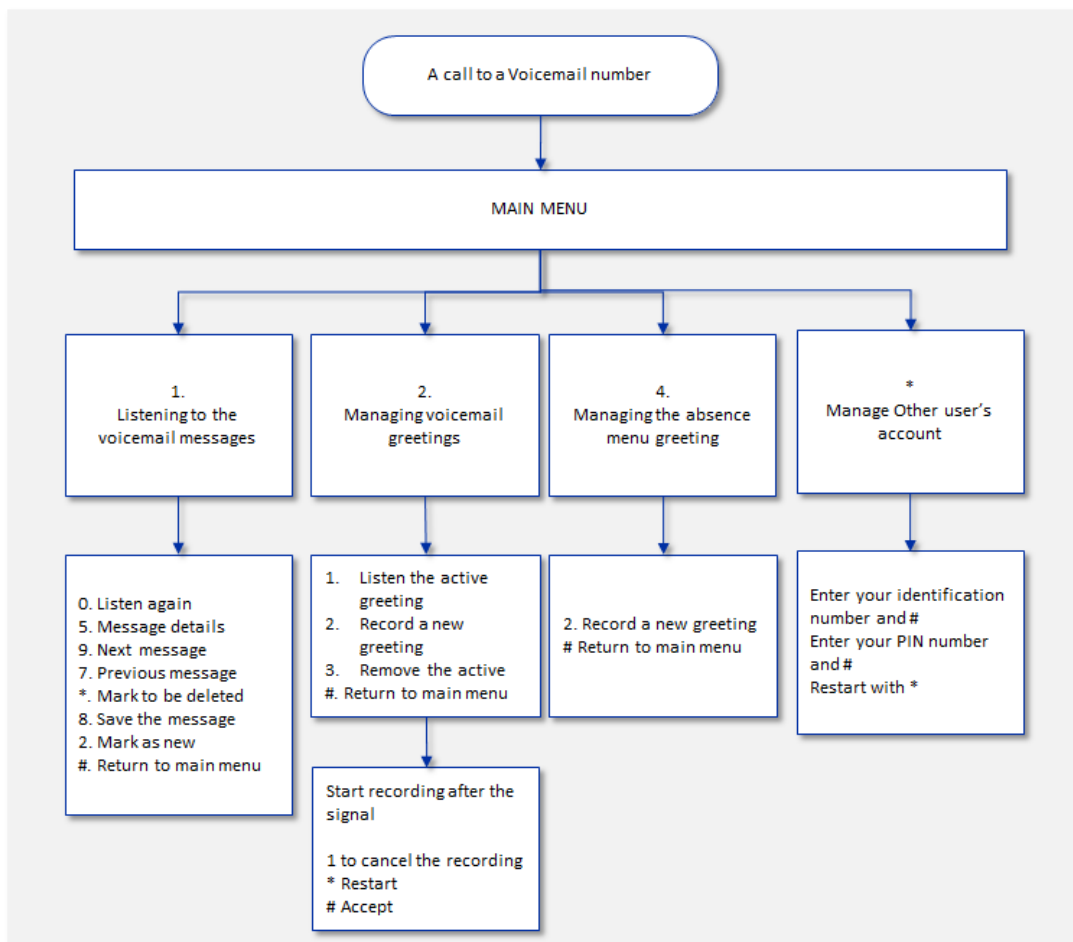 A call to a Voicemail number
MAIN MENU
1.
Listening to the
voicemail messages
2.
Managing voicemail
greetings
4.
Managing the absence
menu greeting
*
Manage Other user's
account
0. Listen again
5. Message details
9. Next message
7. Previous message
*. Mark to be deleted
8. Save the message
2. Mark as new
#. Return to main menu
1. Listen the active
greeting
2. Record a new
greeting
3. Remove the active
#. Return to main menu
2. Record a new greeting
# Return to main menu
Enter your identification
number and #
Enter your PIN number
and #
Restart with *
Start recording after the
signal
1 to cancel the recording
* Restart
# Accept